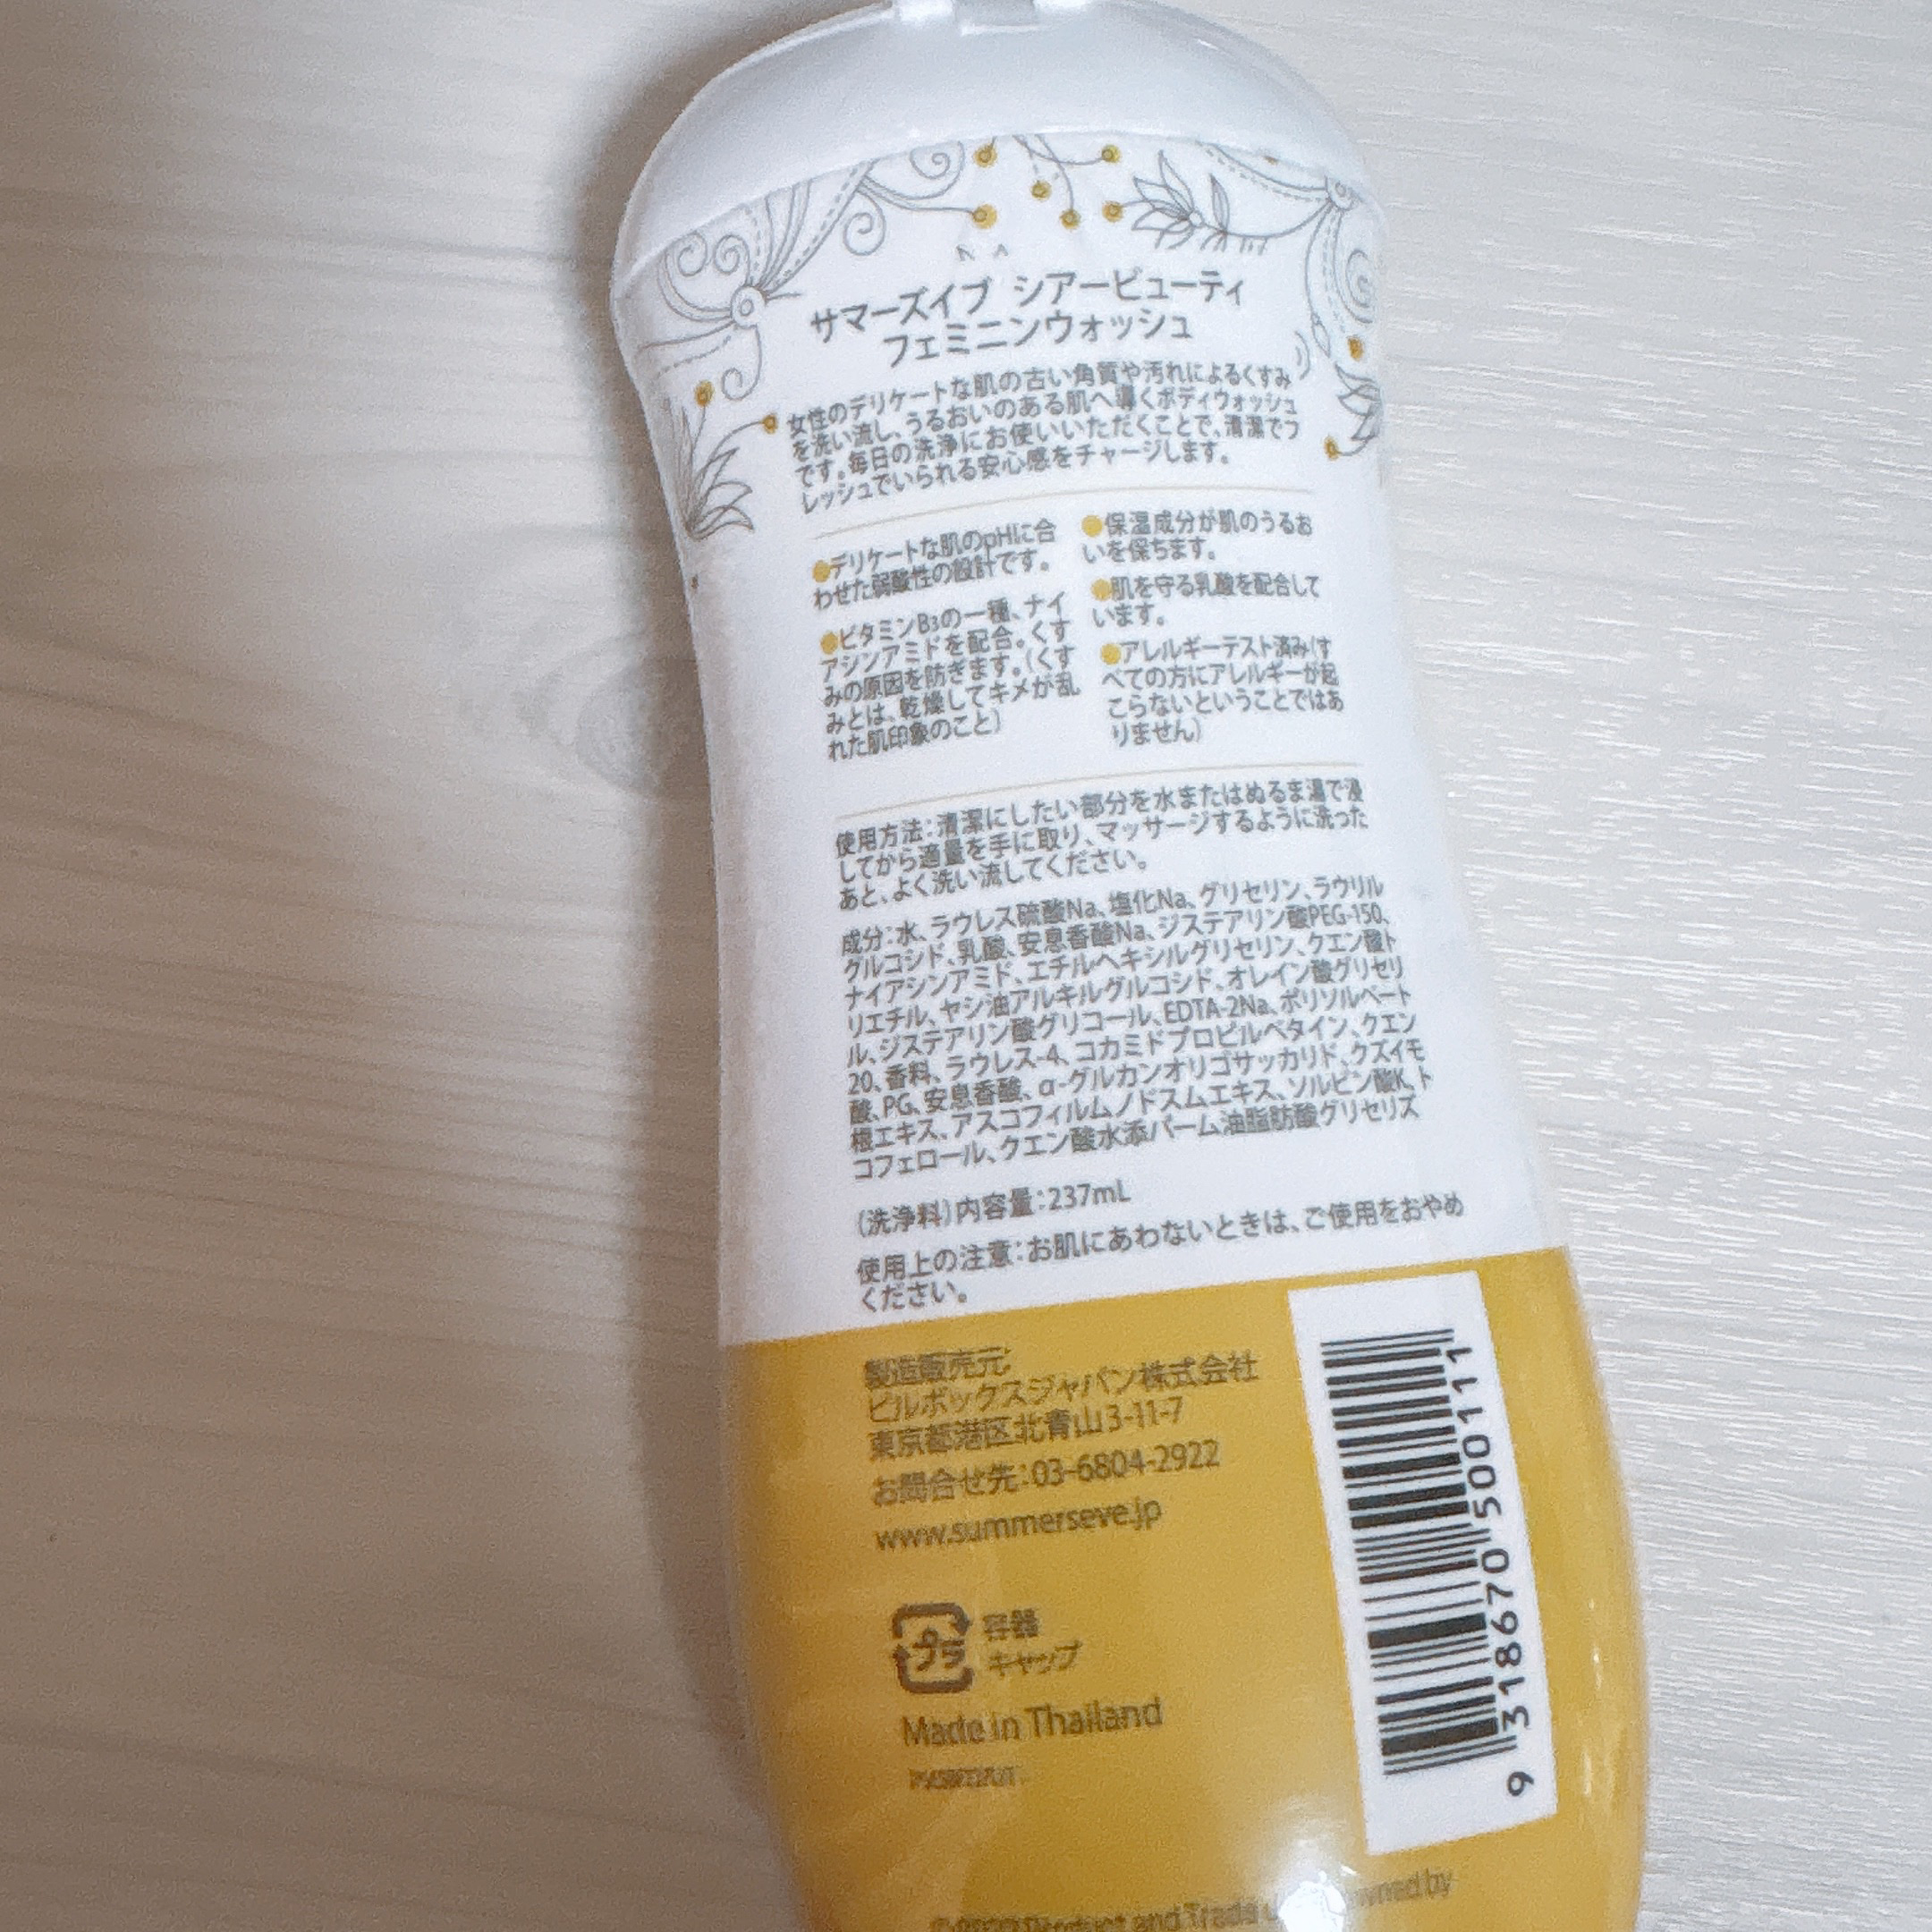 サマーズイブ シアービューティ
フェミニンウォッシュ
女性のデリケートな肌の古い角質や汚れによるくすみ
を洗い流し、うるおいのある肌へ導くボディウォッシュ
です。毎日の洗浄にお使いいただくことで、清潔でフ
レッシュでいられる安心感をチャージします。
●デリケートな肌のpHに合
わせた弱酸性の設計です。
●ビタミンB3の一種、ナイ
アシンアミドを配合。くす
みの原因を防ぎます。(くす
みとは、乾燥してキメが乱
れた肌印象のこと)
●保湿成分が肌のうるお
いを保ちます。
●肌を守る乳酸を配合して
います。
●アレルギーテスト済み(す
べての方にアレルギーが起
こらないということではあ
りません)
使用方法:清潔にしたい部分を水またはぬるま湯で浸
してから適量を手に取り、マッサージするように洗った
あと、よく洗い流してください。
成分:水、ラウレス硫酸Na、塩化Na、グリセリン、ラウリル
グルコシド、乳酸、安息香酸Na、ジステアリン酸PEG-150、
ナイアシンアミド、エチルヘキシルグリセリン、クエン酸ト
リエチル、ヤシ油アルキルグルコシド、オレイン酸グリセリ
ル、ジステアリン酸グリコール、EDTA-2Na、ポリソルベート
20、香料、ラウレス-4、コカミドプロピルベタイン、クエン
酸、PG、安息香酸、α-グルカンオリゴサッカリド、クズイモ
根エキス、アスコフィルムノドスムエキス、ソルビン酸K、ト
コフェロール、クエン酸水添パーム油脂肪酸グリセリズ
(洗浄料)内容量:237mL
使用上の注意:お肌にあわないときは、ご使用をおやめ
ください。
製造販売元:
ビルボックスジャパン株式会社
東京都港区北青山3-11-7
お問合せ先:03-6804-2922
www.summerseve.jp
プラ 容器
キャップ
Made in Thailand
9 318670 500111
Product and Trade owned by